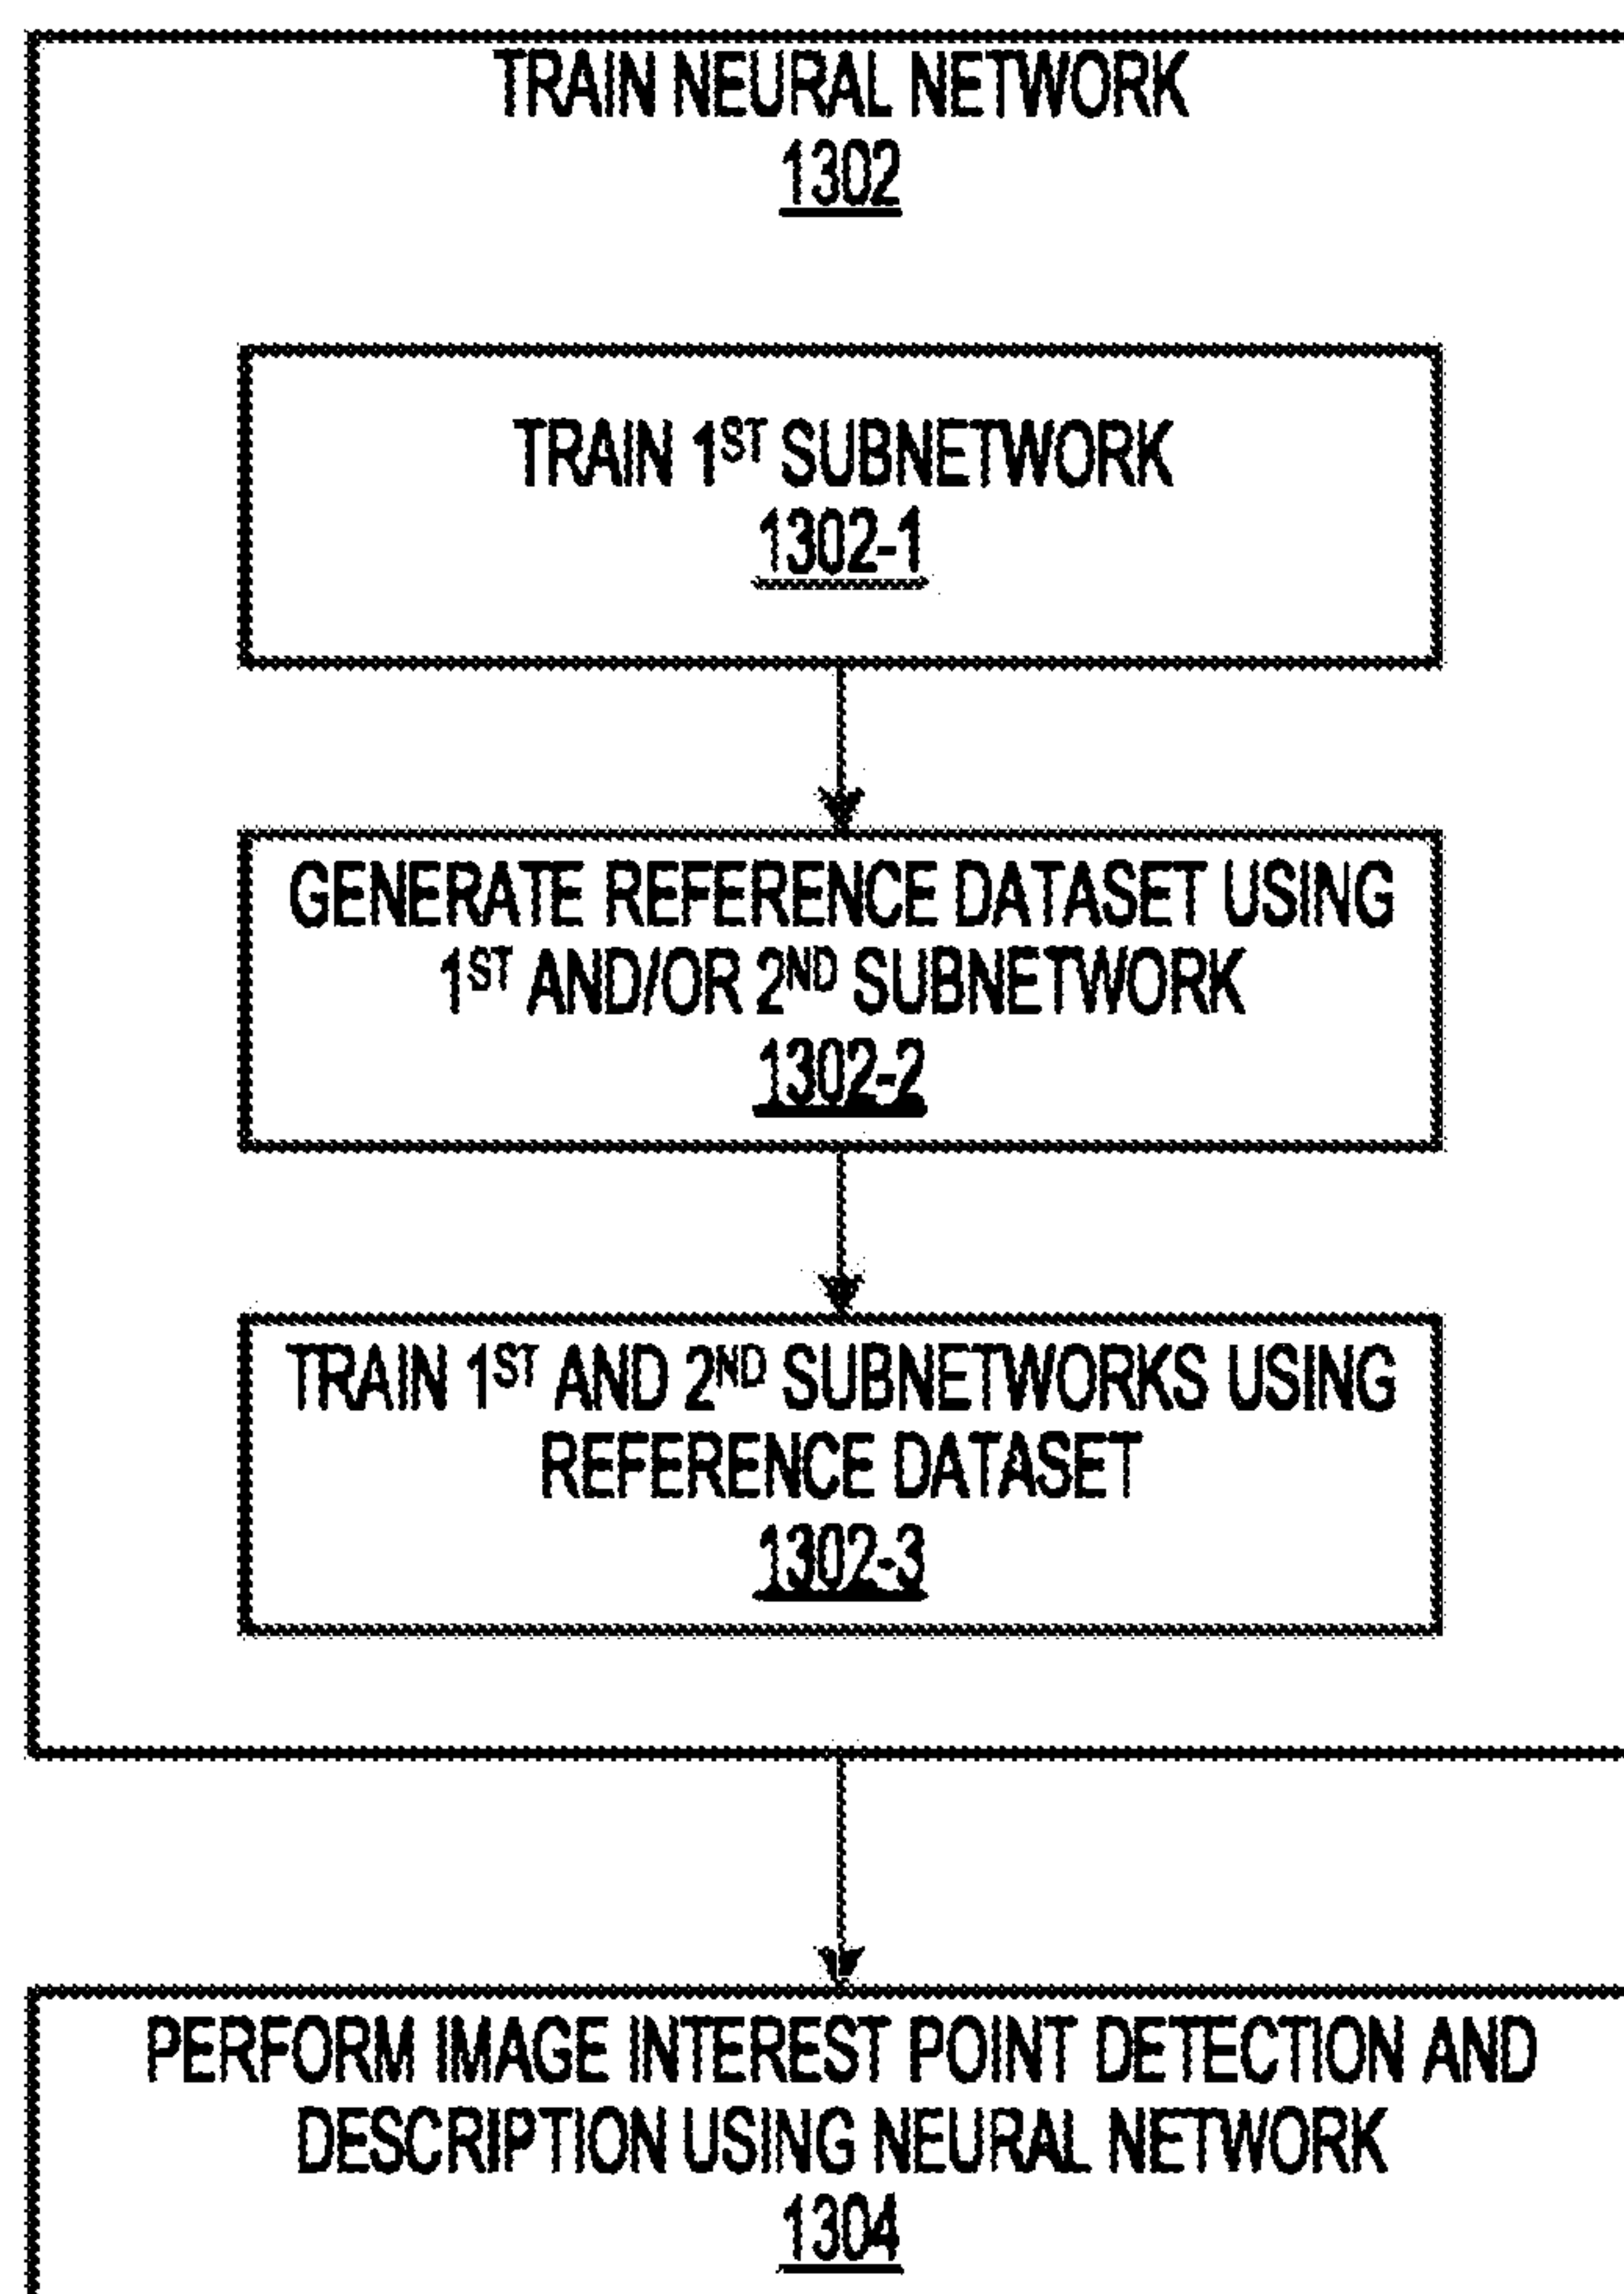 TRAIN NEURAL NETWORK
1302
TRAIN 1ST SUBNETWORK
1302-1
GENERATE REFERENCE DATASET USING
1ST AND/OR 2ND SUBNETWORK
1302-2
TRAIN 1ST AND 2ND SUBNETWORKS USING
REFERENCE DATASET
1302-3
PERFORM IMAGE INTEREST POINT DETECTION AND
DESCRIPTION USING NEURAL NETWORK
1304